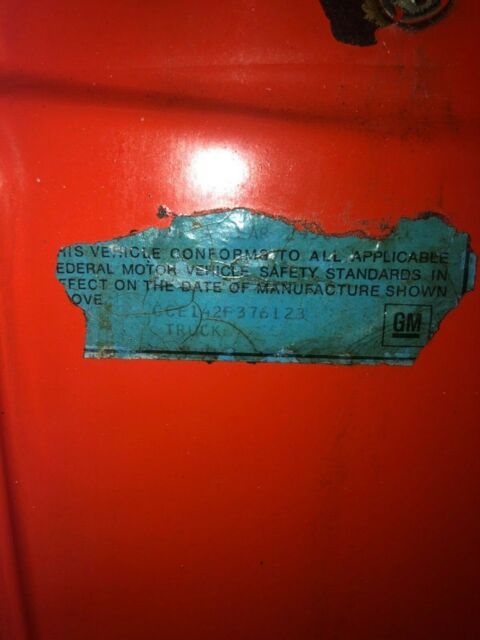 HIS VEHICLE CONFORMS TO ALL APPLICABLE
EDERAL MOTOR VEHICLE SAFETY STANDARDS IN
FFECT ON THE DATE OF MANUFACTURE SHOWN
OVE.
CCE142F376123
TRUCK
GM